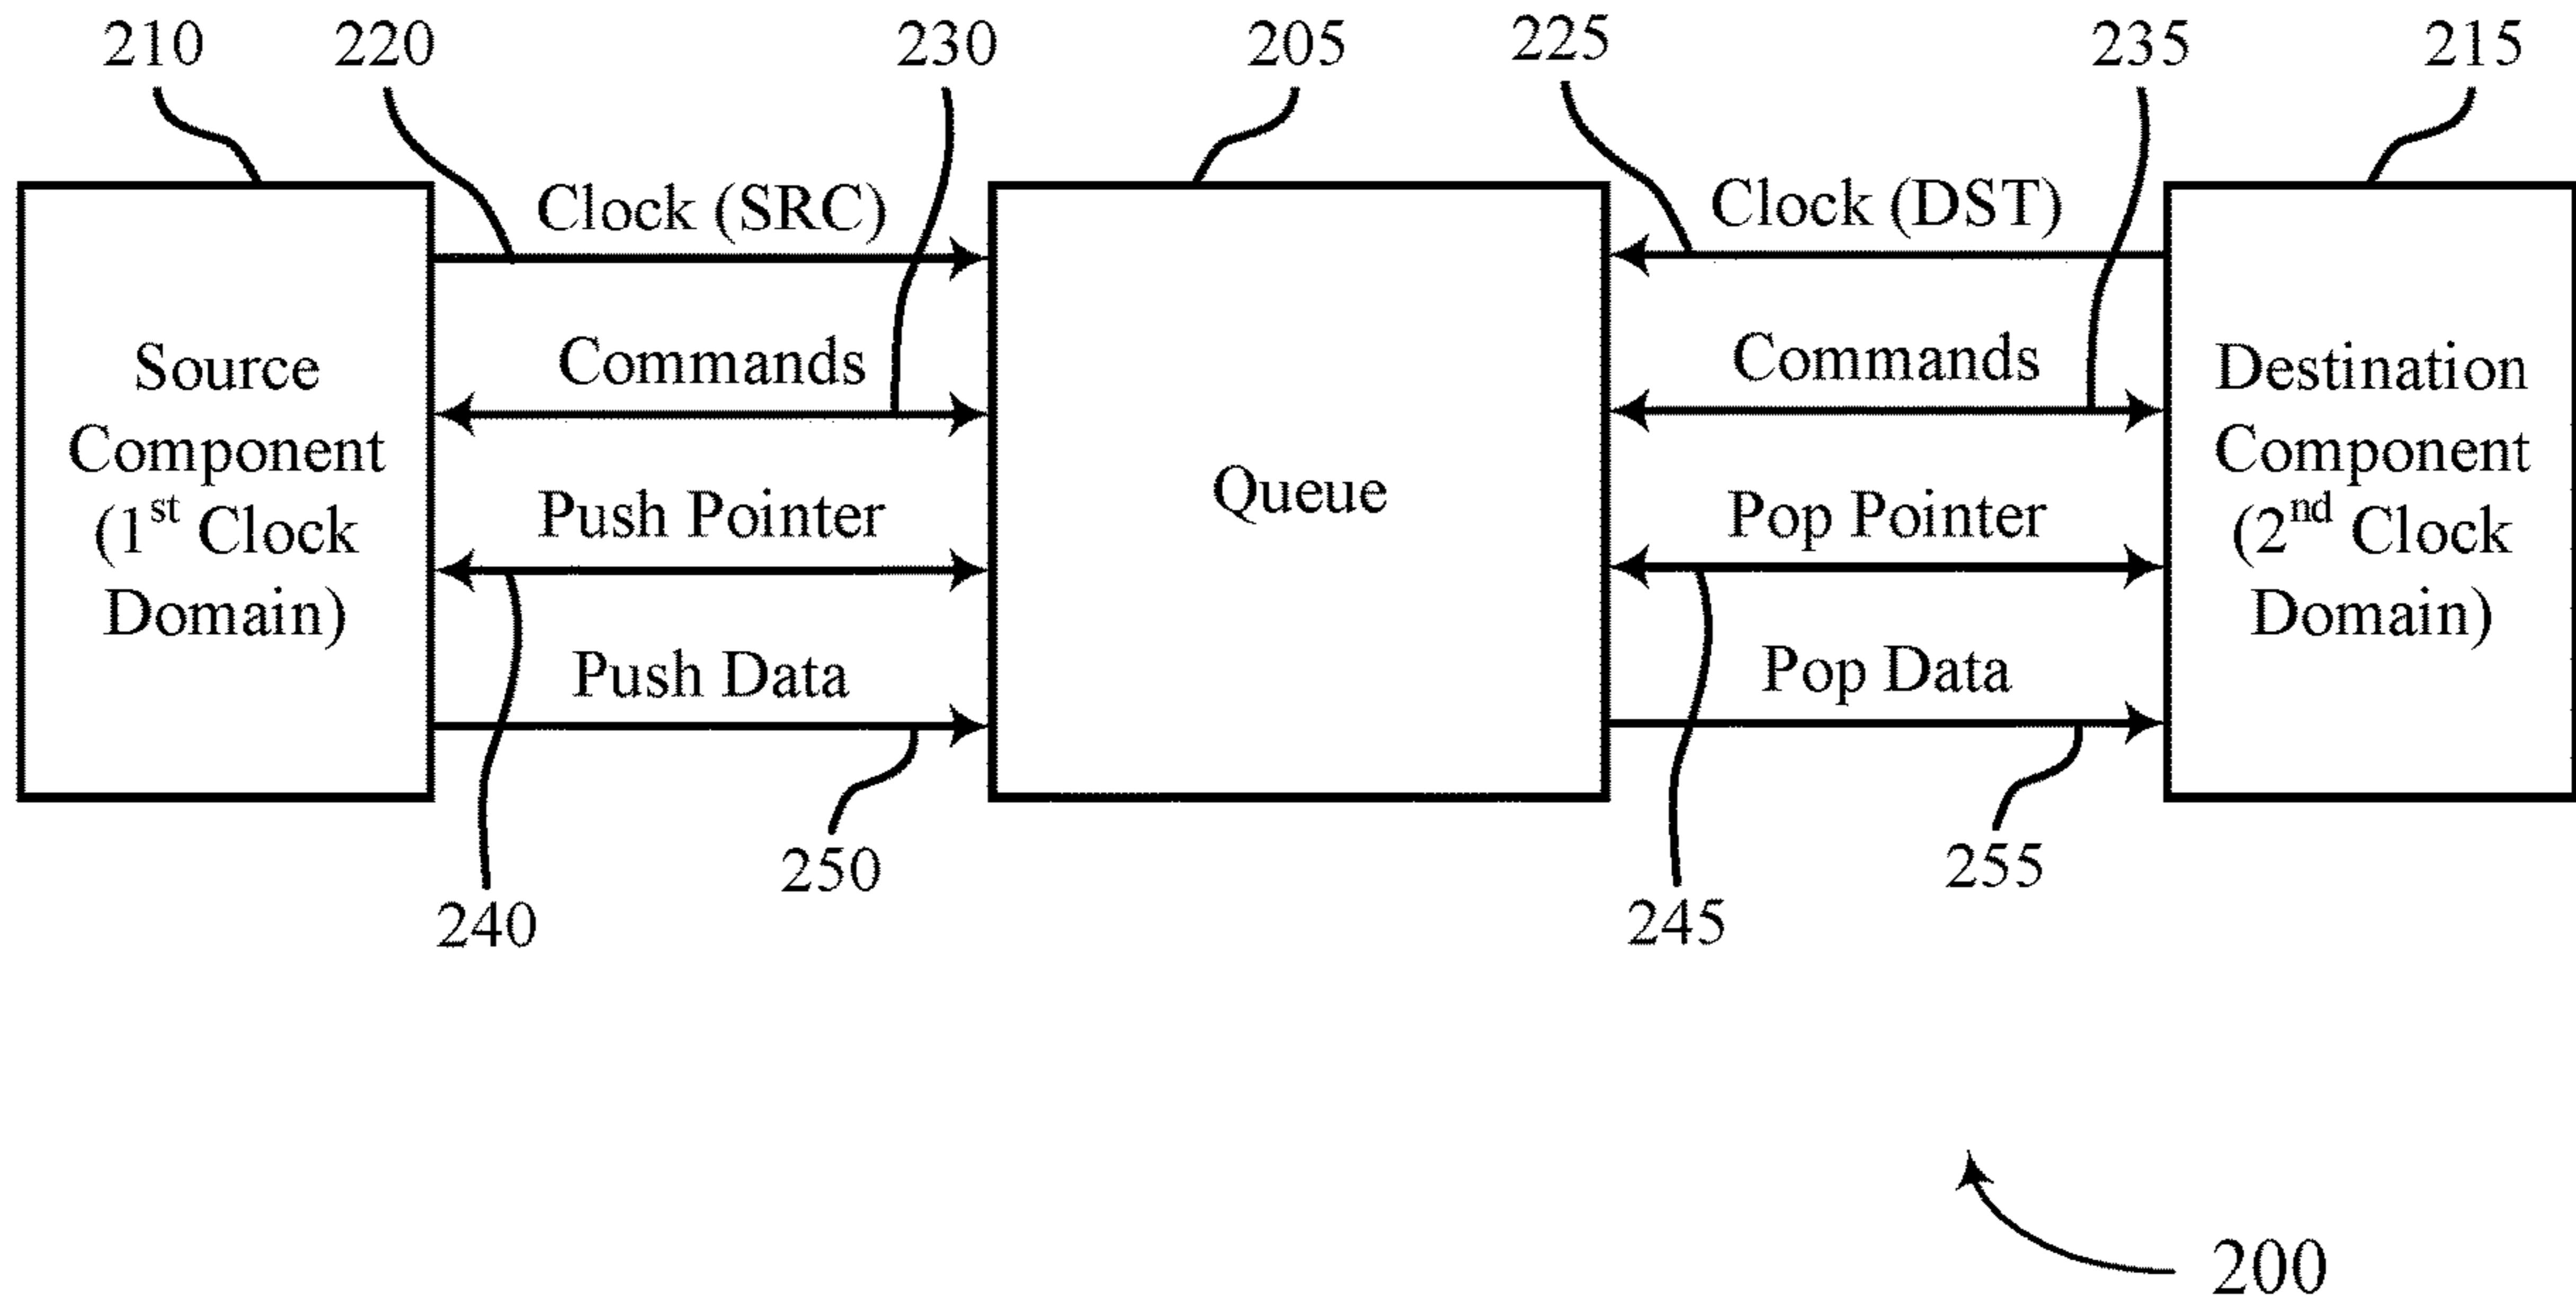 210 220 230 205 225 235 215
Clock (SRC)
Clock (DST)
Source
Component
(1st Clock
Domain)
Commands
Push Pointer
Push Data
Queue
Commands
Pop Pointer
Pop Data
Destination
Component
(2nd Clock
Domain)
240
250
245
255
200